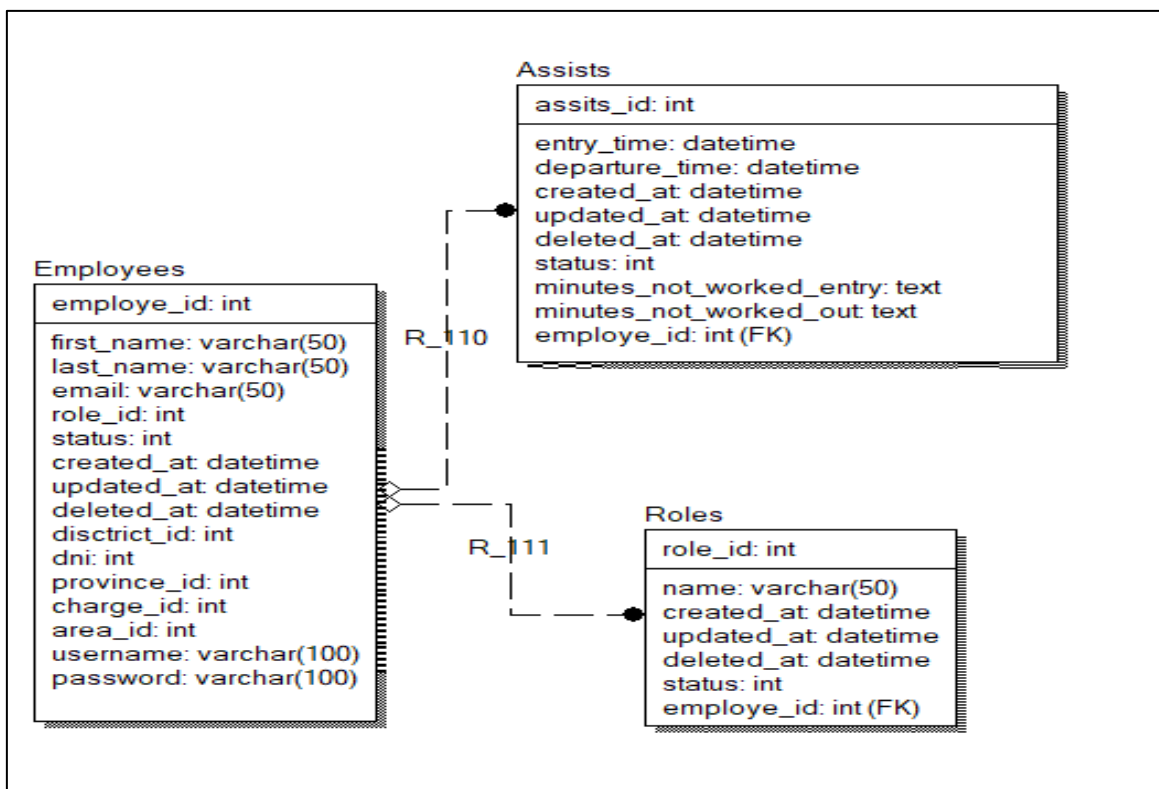 Assists
assits_id: int
entry_time: datetime
departure_time: datetime
created_at: datetime
updated_at: datetime
deleted_at: datetime
status: int
minutes_not_worked_entry: text
minutes_not_worked_out: text
employe_id: int (FK)
Employees
employe_id: int
first_name: varchar(50)
last_name: varchar(50)
email: varchar(50)
role_id: int
status: int
created_at: datetime
updated_at: datetime
deleted_at: datetime
disctrict_id: int
dni: int
province_id: int
charge_id: int
area_id: int
username: varchar(100)
password: varchar(100)
R_110
R_111
Roles
role_id: int
name: varchar(50)
created_at: datetime
updated_at: datetime
deleted_at: datetime
status: int
employe_id: int (FK)